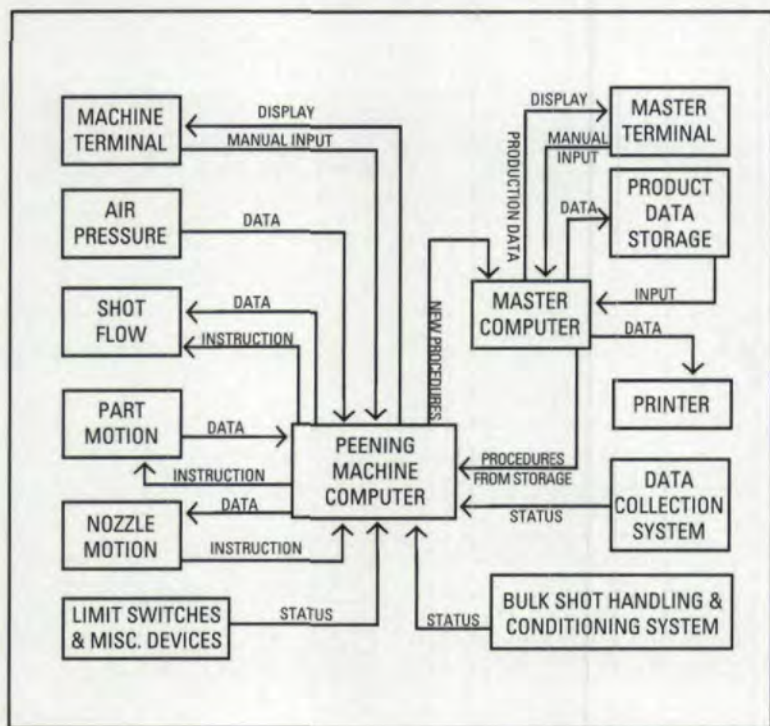 MACHINE
TERMINAL
DISPLAY
MANUAL INPUT
AIR
PRESSURE
DATA
SHOT
FLOW
DATA
INSTRUCTION
PART
MOTION
DATA
INSTRUCTION
NOZZLE
MOTION
DATA
INSTRUCTION
LIMIT SWITCHES
& MISC. DEVICES
STATUS
PEENING
MACHINE
COMPUTER
NEW PROCEDURES
PRODUCTION DATA
DISPLAY
MANUAL
INPUT
MASTER
TERMINAL
DATA
PRODUCT
DATA
STORAGE
INPUT
MASTER
COMPUTER
DATA
PRINTER
PROCEDURES
FROM STORAGE
DATA
COLLECTION
SYSTEM
STATUS
BULK SHOT HANDLING &
CONDITIONING SYSTEM
STATUS